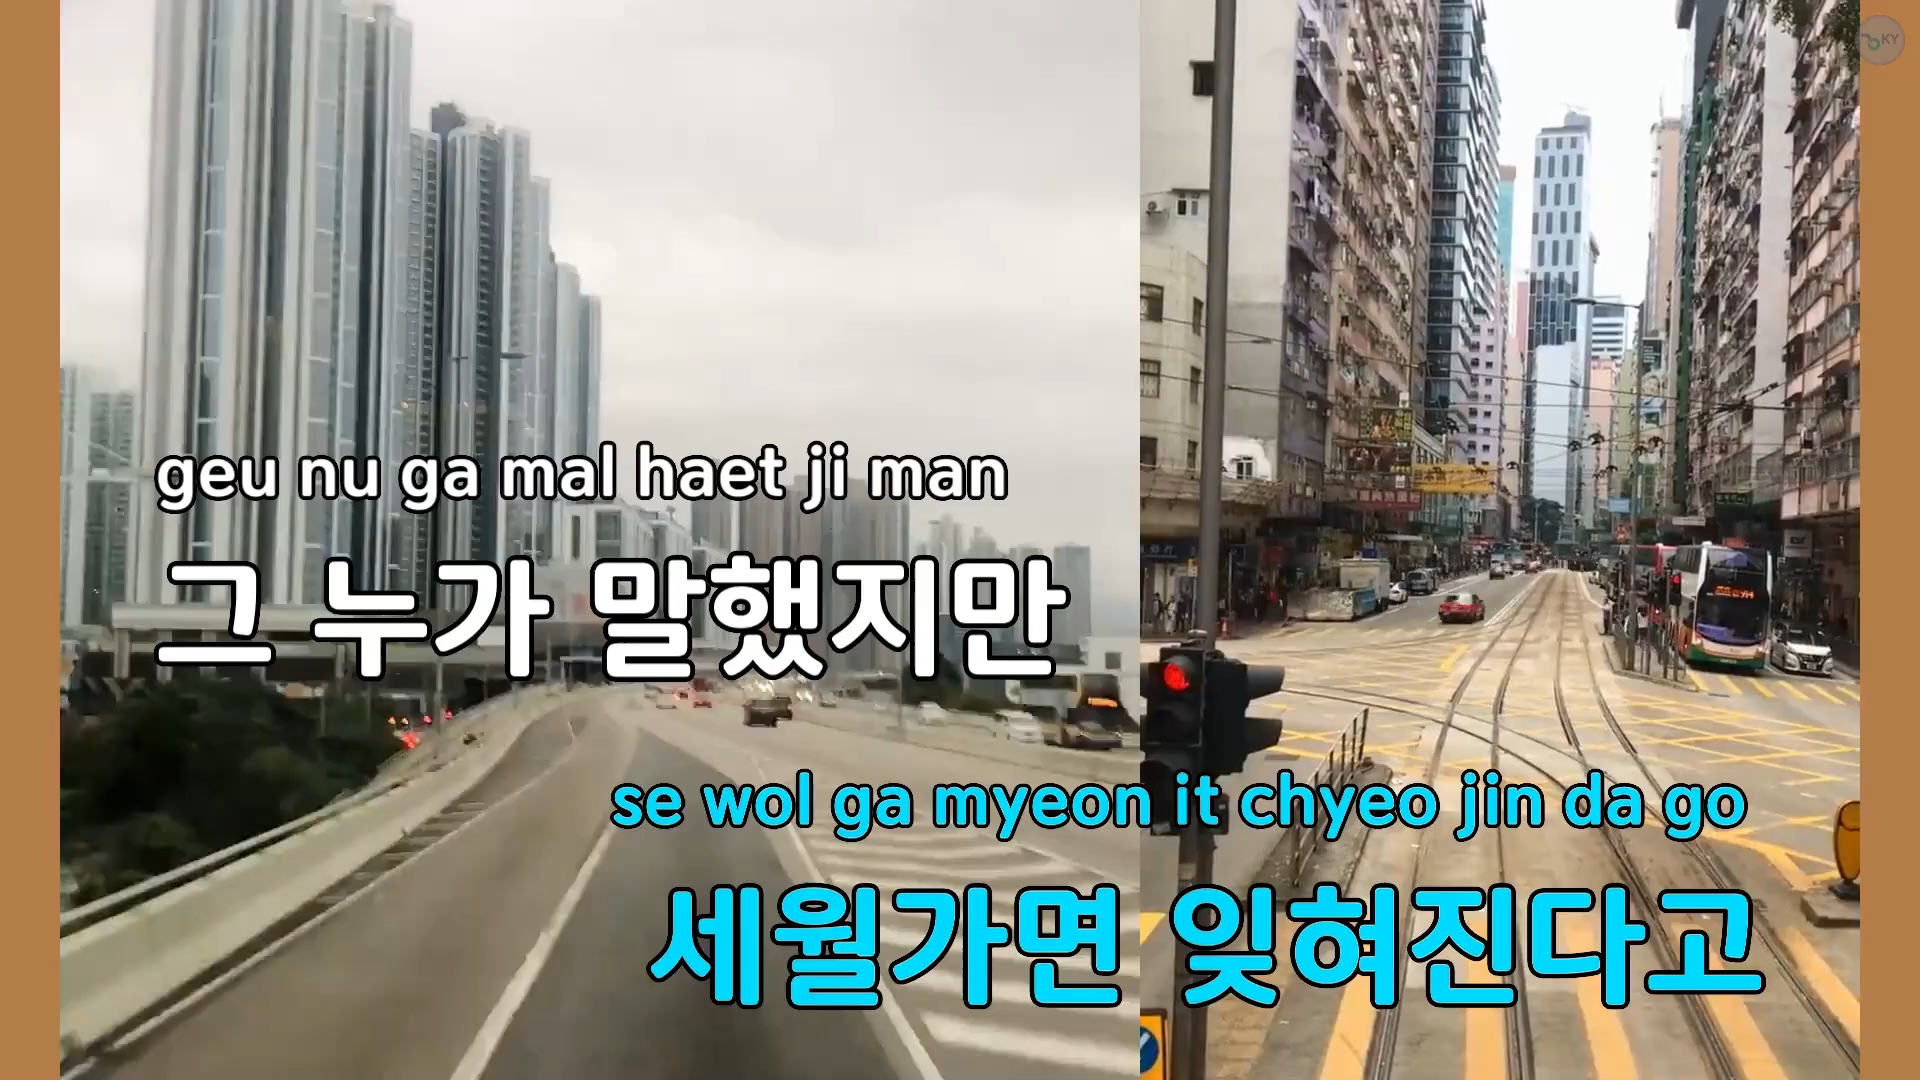 KY
geu nu ga mal haet ji man
그 누가 말했지만
se wol ga myeon it chyeo jin da go
세월가면 잊혀진다고